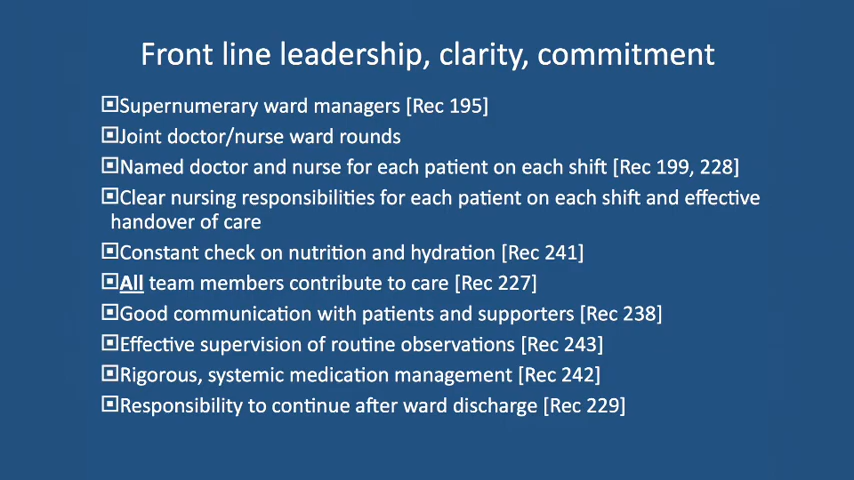 Front line leadership, clarity, commitment
▣Supernumerary ward managers [Rec 195]
▣Joint doctor/nurse ward rounds
▣Named doctor and nurse for each patient on each shift [Rec 199, 228]
▣Clear nursing responsibilities for each patient on each shift and effective
handover of care
▣Constant check on nutrition and hydration [Rec 241]
▣All team members contribute to care [Rec 227]
▣Good communication with patients and supporters [Rec 238]
▣Effective supervision of routine observations [Rec 243]
▣Rigorous, systemic medication management [Rec 242]
▣Responsibility to continue after ward discharge [Rec 229]